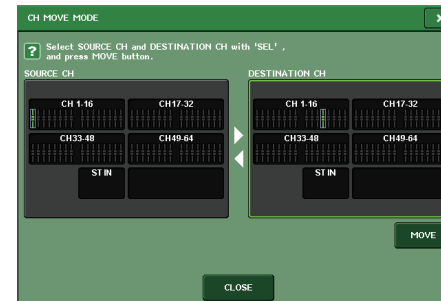 CH MOVE MODE
? Select SOURCE CH and DESTINATION CH with 'SEL' ,
and press MOVE button.
SOURCE CH
DESTINATION CH
CH 1-16
CH17-32
CH 1-16
CH17-32
CH33-48
CH49-64
CH33-48
CH49-64
ST IN
ST IN
MOVE
CLOSE